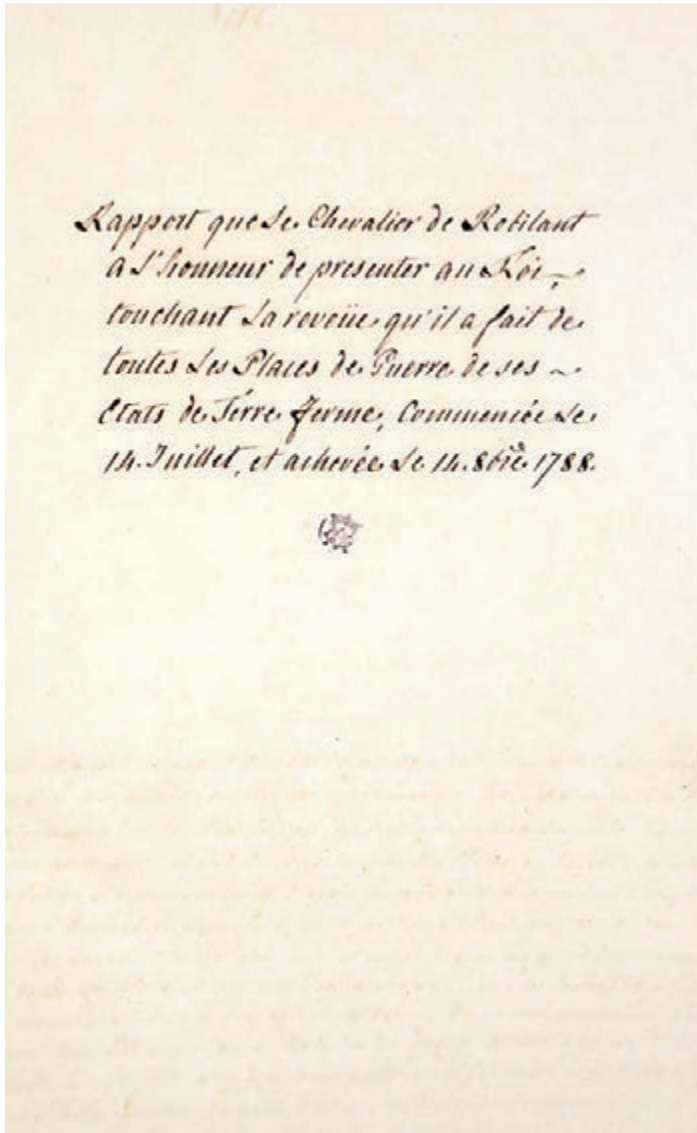 Rapport que Le Chevalier de Robilant
a L'honneur de presenter au Roi ~,
touchant La revoüe qu'il a fait de
toutes Les Places de Guerre de ses ~
Etats de Terre ferme, Commencée Le
14. Juillet, et achevée Le 14. 8bre 1788.